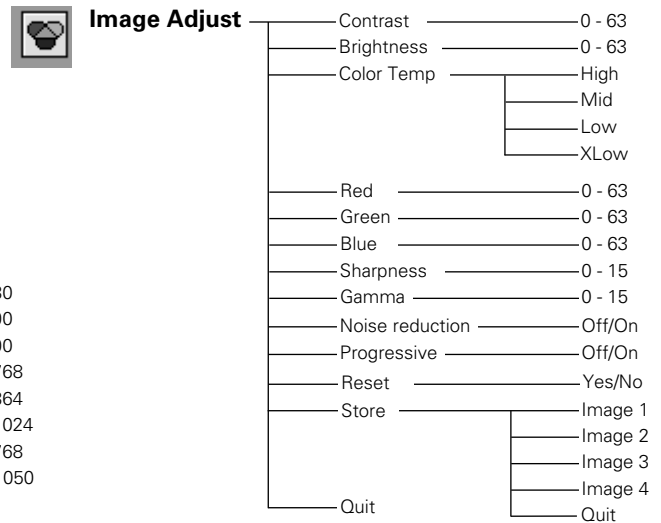 Image Adjust
Contrast 0 - 63
Brightness 0 - 63
Color Temp High
Mid
Low
XLow
Red 0 - 63
Green 0 - 63
Blue 0 - 63
Sharpness 0 - 15
Gamma 0 - 15
Noise reduction Off/On
Progressive Off/On
Reset Yes/No
Store Image 1
Image 2
Image 3
Image 4
Quit
Quit
024
050